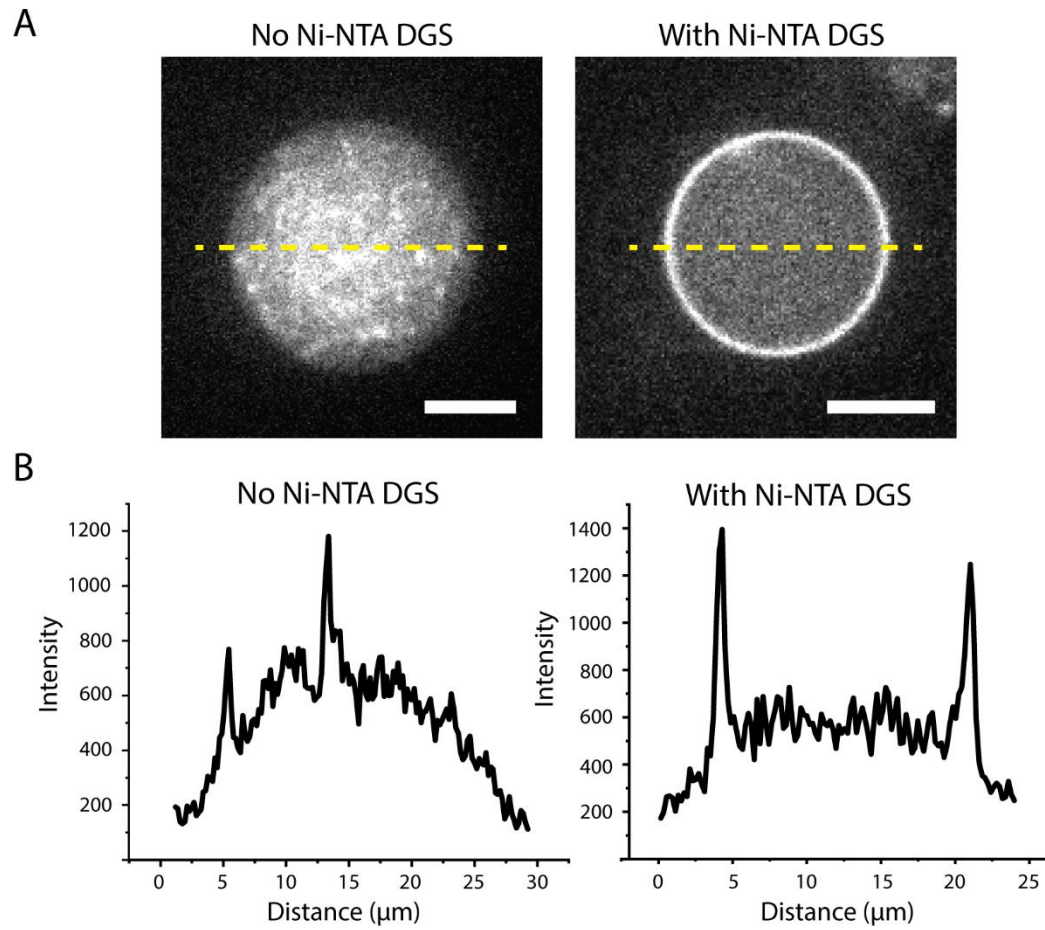 A
No Ni-NTA DGS
With Ni-NTA DGS
B
No Ni-NTA DGS
1200
1000
800
600
400
200
Intensity
0 5 10 15 20 25 30
Distance (µm)
With Ni-NTA DGS
1400
1200
1000
800
600
400
200
Intensity
0 5 10 15 20 25
Distance (µm)